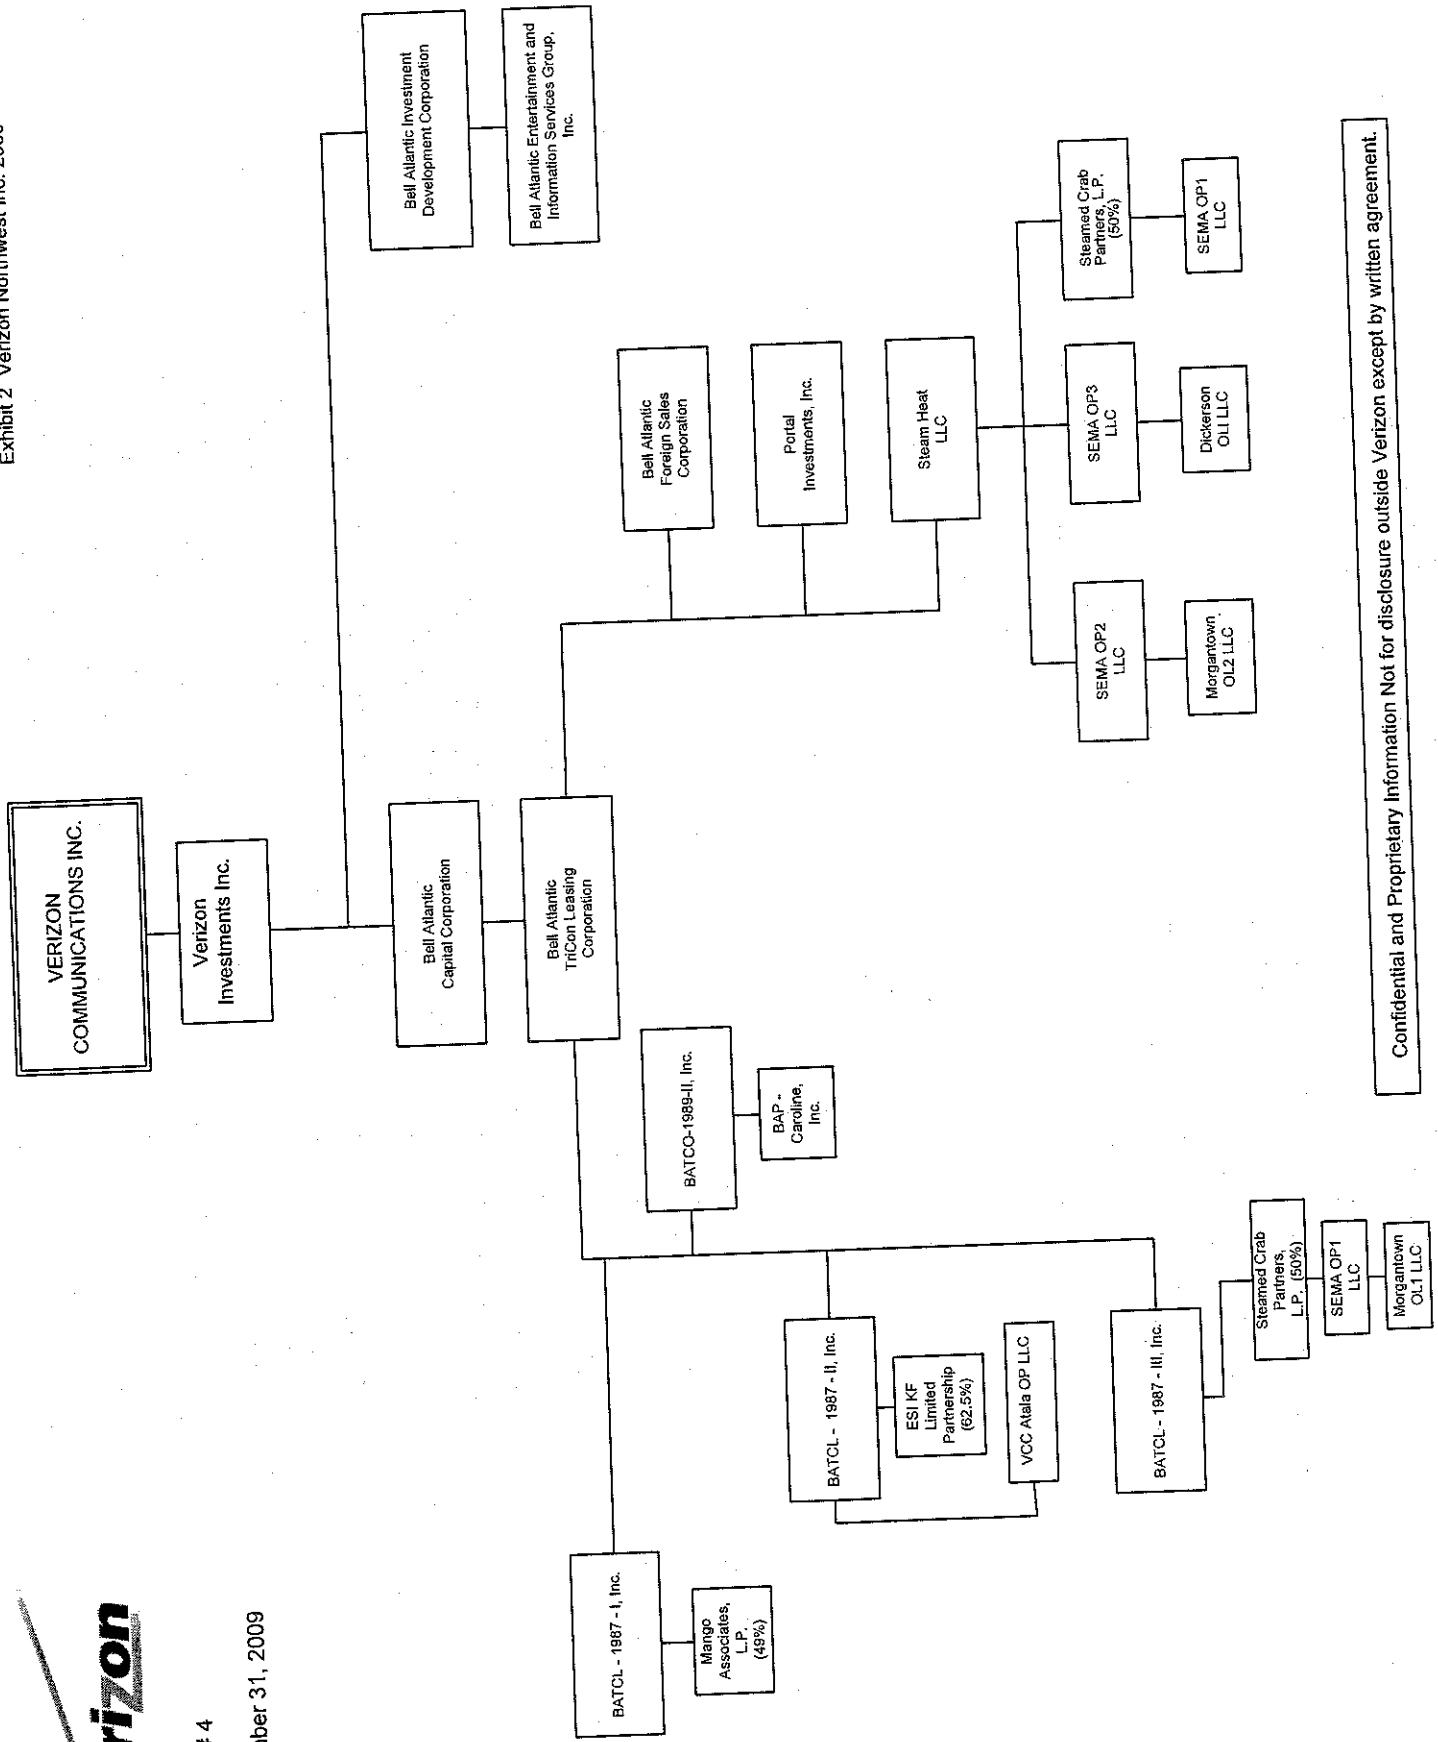 Exhibit 2 Verizon Northwest Inc.
rizon
4
ber 31, 2009
VERIZON
COMMUNICATIONS INC.
Verizon
Investments Inc.
Bell Atlantic Investment
Development Corporation
Bell Atlantic Entertainment and
Information Services Group,
Inc.
Bell Atlantic
Capital Corporation
Bell Atlantic
TriCon Leasing
Corporation
BATCL - 1987 - I, Inc.
Mango
Associates,
L.P.
(49%)
BATCO-1989-II, Inc.
BAP -
Caroline,
Inc.
BATCL - 1987 - II, Inc.
ESI KF
Limited
Partnership
(62.5%)
VCC Atala OP LLC
BATCL - 1987 - III, Inc.
Steamed Crab
Partners,
L.P. (50%)
SEMA OP1
LLC
Morgantown
OL1 LLC
Bell Atlantic
Foreign Sales
Corporation
Portal
Investments, Inc.
Steam Heat
LLC
SEMA OP2
LLC
Morgantown
OL2 LLC
SEMA OP3
LLC
Dickerson
OL1 LLC
Steamed Crab
Partners, L.P.
(50%)
SEMA OP1
LLC
Confidential and Proprietary Information Not for disclosure outside Verizon except by written agreement.